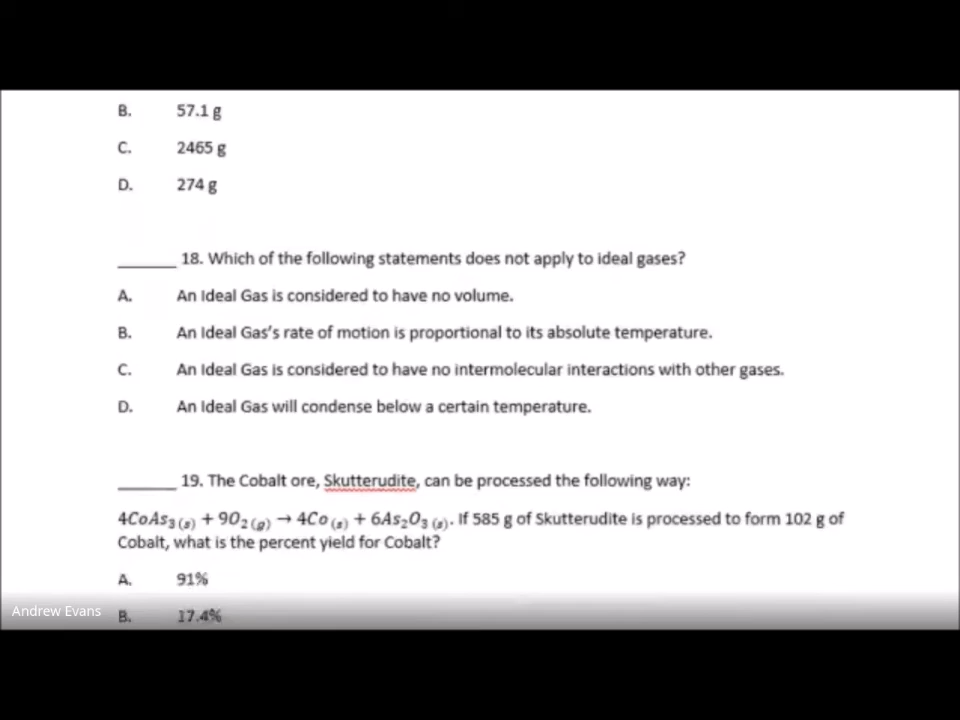 B. 57.1 g
C. 2465 g
D. 274 g
______ 18. Which of the following statements does not apply to ideal gases?
A. An Ideal Gas is considered to have no volume.
B. An Ideal Gas's rate of motion is proportional to its absolute temperature.
C. An Ideal Gas is considered to have no intermolecular interactions with other gases.
D. An Ideal Gas will condense below a certain temperature.
______ 19. The Cobalt ore, Skutterudite, can be processed the following way:
4CoAs₃ (s) + 9O₂ (g) → 4Co (s) + 6As₂O₃ (s). If 585 g of Skutterudite is processed to form 102 g of
Cobalt, what is the percent yield for Cobalt?
A. 91%
Andrew Evans
B. 17.4%